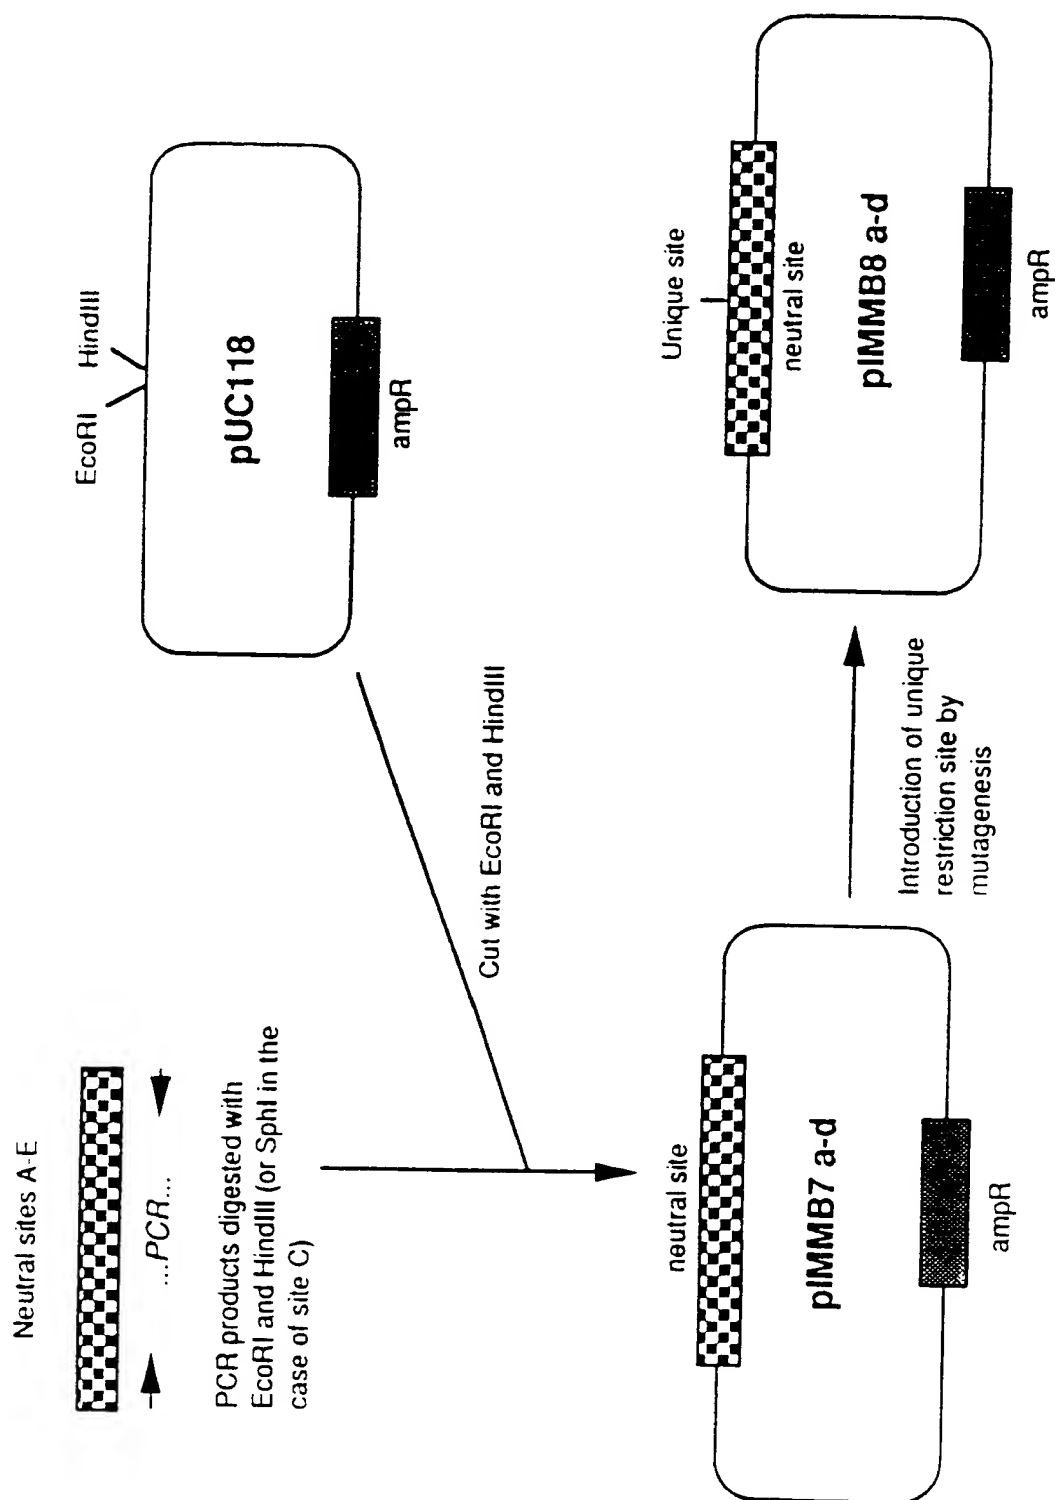 Neutral sites A-E
...PCR...
PCR products digested with
EcoRI and HindIII (or SphI in the
case of site C)
EcoRI
HindIII
pUC118
ampR
Cut with EcoRI and HindIII
neutral site
pIMMB7 a-d
ampR
Introduction of unique
restriction site by
mutagenesis
Unique site
neutral site
pIMMB8 a-d
ampR